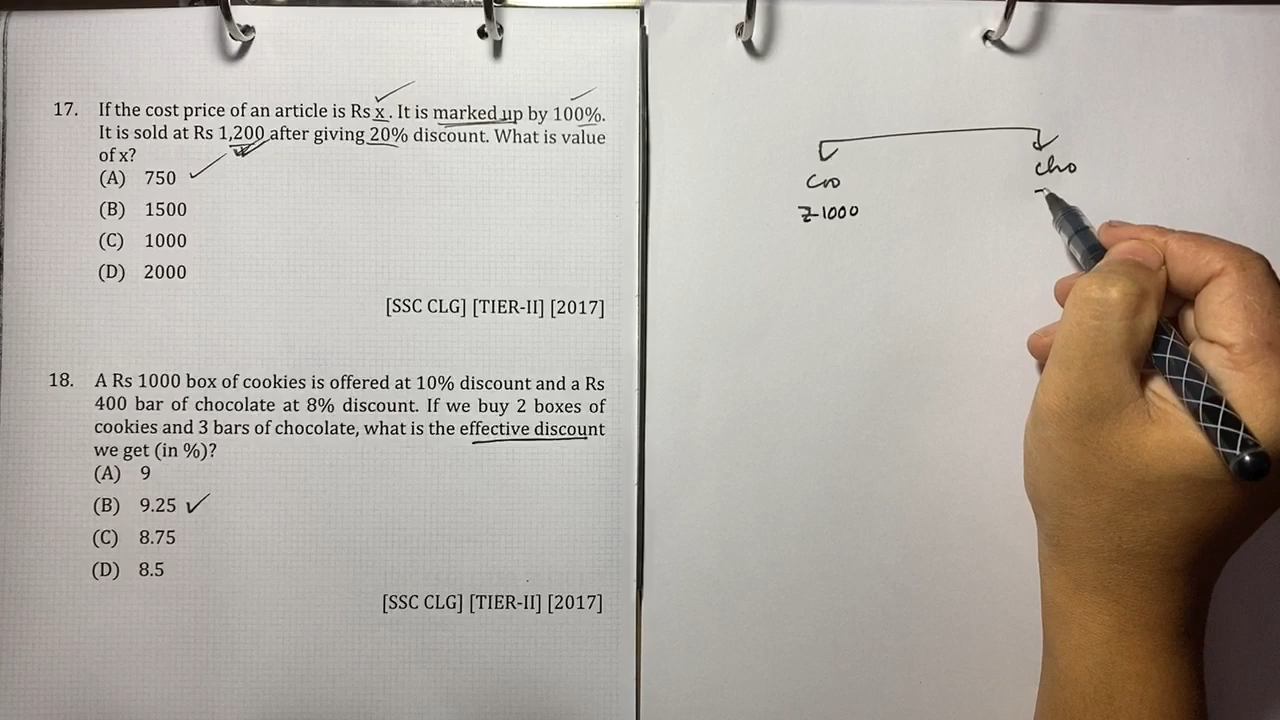 17. If the cost price of an article is Rs x . It is marked up by 100%.
It is sold at Rs 1,200 after giving 20% discount. What is value
of x?
(A) 750
(B) 1500
(C) 1000
(D) 2000
[SSC CLG] [TIER-II] [2017]
18. A Rs 1000 box of cookies is offered at 10% discount and a Rs
400 bar of chocolate at 8% discount. If we buy 2 boxes of
cookies and 3 bars of chocolate, what is the effective discount
we get (in %)?
(A) 9
(B) 9.25
(C) 8.75
(D) 8.5
[SSC CLG] [TIER-II] [2017]
Coo
cho
1000